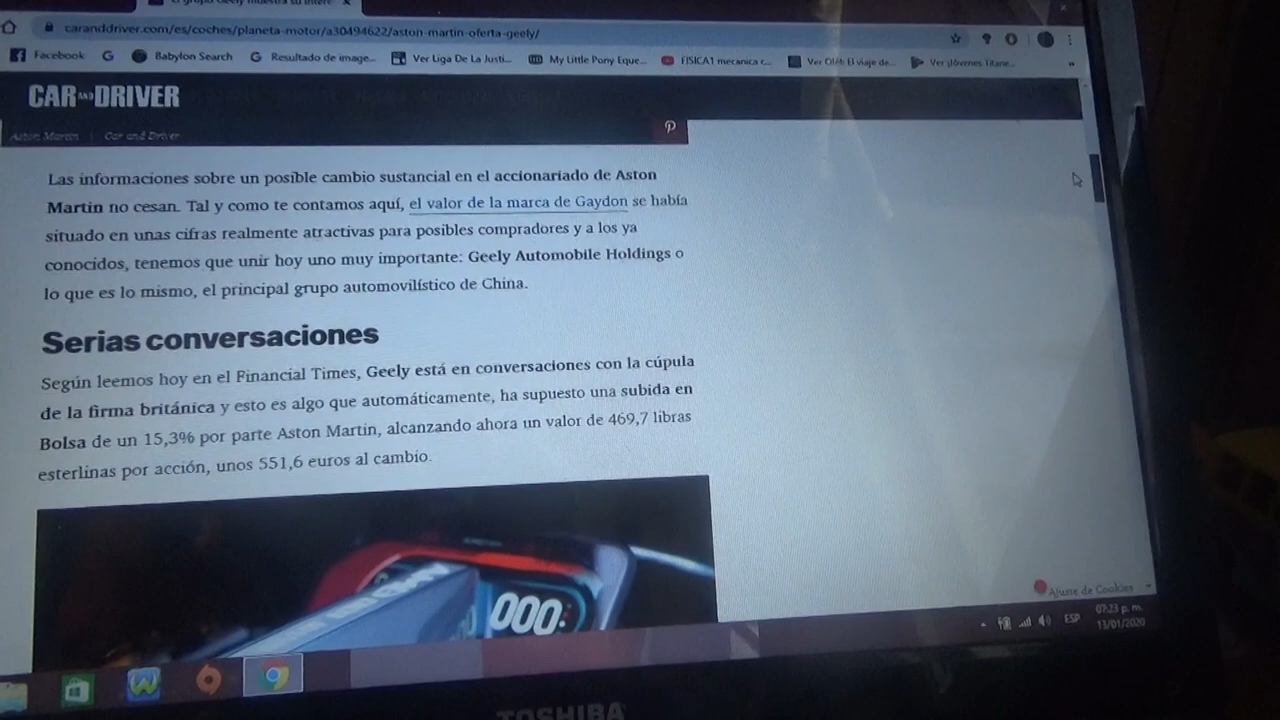 caranddriver.com/es/coches/planeta-motor/a30494622/aston-martin-oferta-geely/
Facebook
Babylon Search
Resultado de image...
Ver Liga De La Justi...
My Little Pony Eque...
FISICA1 mecanica c...
Ver Jóvenes Titane...
CAR AND DRIVER
Aston Martin | Car and Driver
Las informaciones sobre un posible cambio sustancial en el accionariado de Aston
Martin no cesan. Tal y como te contamos aquí, el valor de la marca de Gaydon se había
situado en unas cifras realmente atractivas para posibles compradores y a los ya
conocidos, tenemos que unir hoy uno muy importante: Geely Automobile Holdings o
lo que es lo mismo, el principal grupo automovilístico de China.
Serias conversaciones
Según leemos hoy en el Financial Times, Geely está en conversaciones con la cúpula
de la firma británica y esto es algo que automáticamente, ha supuesto una subida en
Bolsa de un 15,3% por parte Aston Martin, alcanzando ahora un valor de 469,7 libras
esterlinas por acción, unos 551,6 euros al cambio.
000
Ajuste de Cookies
ESP
07:23 p. m.
13/01/2020
TOSHIBA